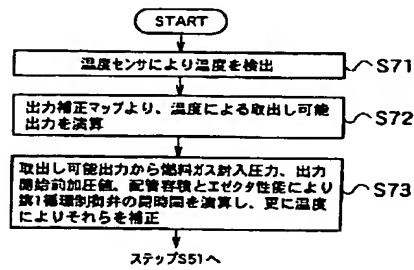 START
温度センサにより温度を検出
S71
出力補正マップより、温度による取出し可能
出力を演算
S72
取出し可能出力から燃料ガス封入圧力、出力
開始前加圧値、配管容積とエゼクタ性能により
第1循環制御弁の開時間を演算し、更に温度
によりそれらを補正
S73
ステップS51へ